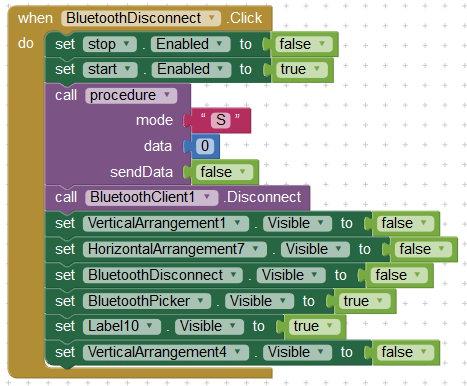 when BluetoothDisconnect .Click
do set stop . Enabled to false
set start . Enabled to true
call procedure
mode " S "
data 0
sendData false
call BluetoothClient1 .Disconnect
set VerticalArrangement1 . Visible to false
set HorizontalArrangement7 . Visible to false
set BluetoothDisconnect . Visible to false
set BluetoothPicker . Visible to true
set Label10 . Visible to true
set VerticalArrangement4 . Visible to false